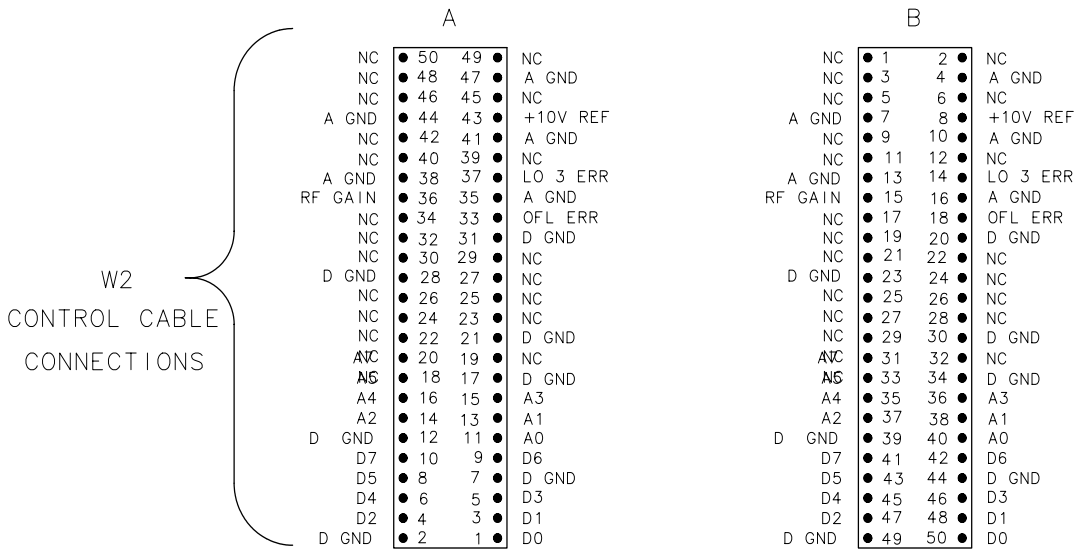 A
B
NC 50 49 NC
NC 48 47 A GND
NC 46 45 NC
A GND 44 43 +10V REF
NC 42 41 A GND
NC 40 39 NC
A GND 38 37 LO 3 ERR
RF GAIN 36 35 A GND
NC 34 33 OFL ERR
NC 32 31 D GND
NC 30 29 NC
D GND 28 27 NC
NC 26 25 NC
NC 24 23 NC
NC 22 21 D GND
20 19 NC
18 17 D GND
A4 16 15 A3
A2 14 13 A1
D GND 12 11 A0
D7 10 9 D6
D5 8 7 D GND
D4 6 5 D3
D2 4 3 D1
D GND 2 1 D0
W2
CONTROL CABLE
CONNECTIONS
NC 1 2 NC
NC 3 4 A GND
NC 5 6 NC
A GND 7 8 +10V REF
NC 9 10 A GND
NC 11 12 NC
A GND 13 14 LO 3 ERR
RF GAIN 15 16 A GND
NC 17 18 OFL ERR
NC 19 20 D GND
NC 21 22 NC
D GND 23 24 NC
NC 25 26 NC
NC 27 28 NC
NC 29 30 D GND
31 32 NC
33 34 D GND
A4 35 36 A3
A2 37 38 A1
D GND 39 40 A0
D7 41 42 D6
D5 43 44 D GND
D4 45 46 D3
D2 47 48 D1
D GND 49 50 D0